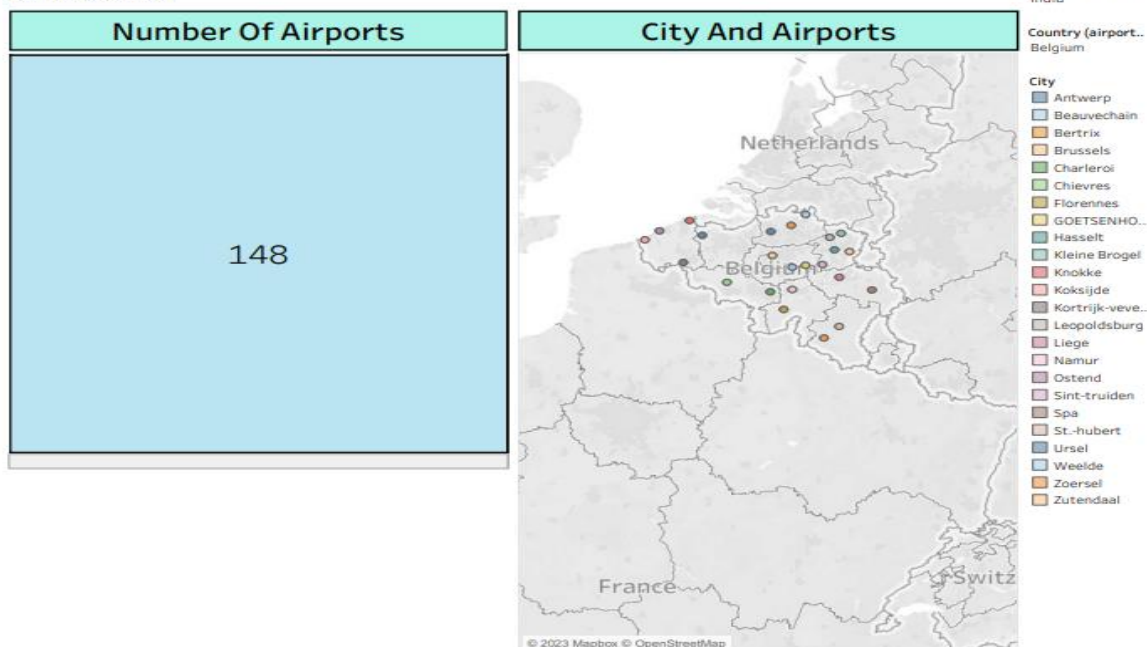 Number Of Airports
City And Airports
148
Netherlands
Belgium
France
Switz
© 2023 Mapbox © OpenStreetMap
India
Country (airport..
Belgium
City
Antwerp
Beauvechain
Bertrix
Brussels
Charleroi
Chievres
Florennes
GOETSENHO..
Hasselt
Kleine Brogel
Knokke
Koksijde
Kortrijk-veve..
Leopoldsburg
Liege
Namur
Ostend
Sint-truiden
Spa
St.-hubert
Ursel
Weelde
Zoersel
Zutendaal